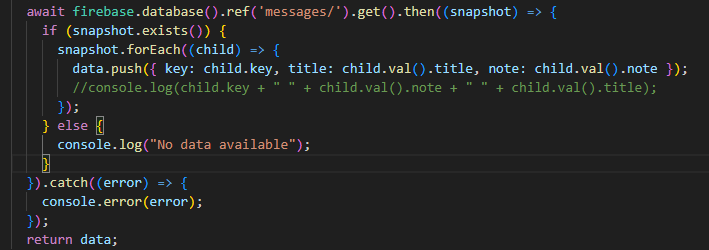 await firebase.database().ref('messages/').get().then((snapshot) => {
if (snapshot.exists()) {
snapshot.forEach((child) => {
data.push({ key: child.key, title: child.val().title, note: child.val().note });
//console.log(child.key + " " + child.val().note + " " + child.val().title);
});
} else {
console.log("No data available");
}
}).catch((error) => {
console.error(error);
});
return data;